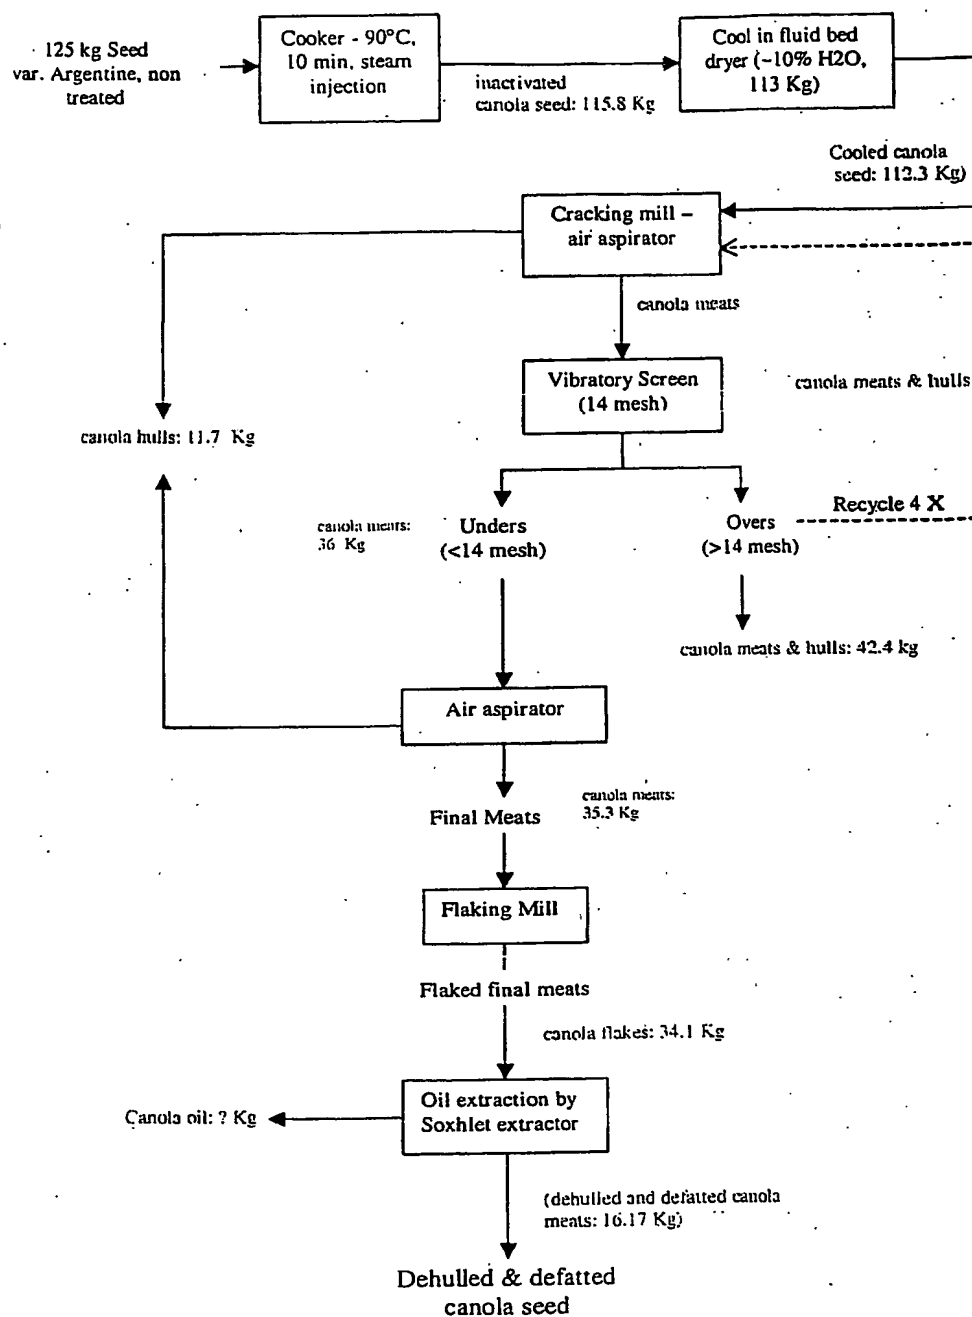 125 kg Seed
var. Argentine, non
treated
Cooker - 90°C,
10 min, steam
injection
inactivated
canola seed: 115.8 Kg
Cool in fluid bed
dryer (~10% H2O,
113 Kg)
Cooled canola
seed: 112.3 Kg)
Cracking mill –
air aspirator
canola meats
Vibratory Screen
(14 mesh)
canola meats & hulls
canola hulls: 11.7 Kg
canola meats:
36 Kg
Unders
(<14 mesh)
Overs
(>14 mesh)
Recycle 4 X
canola meats & hulls: 42.4 kg
Air aspirator
Final Meats
canola meats:
35.3 Kg
Flaking Mill
Flaked final meats
canola flakes: 34.1 Kg
Oil extraction by
Soxhlet extractor
Canola oil: ? Kg
(dehulled and defatted canola
meats: 16.17 Kg)
Dehulled & defatted
canola seed